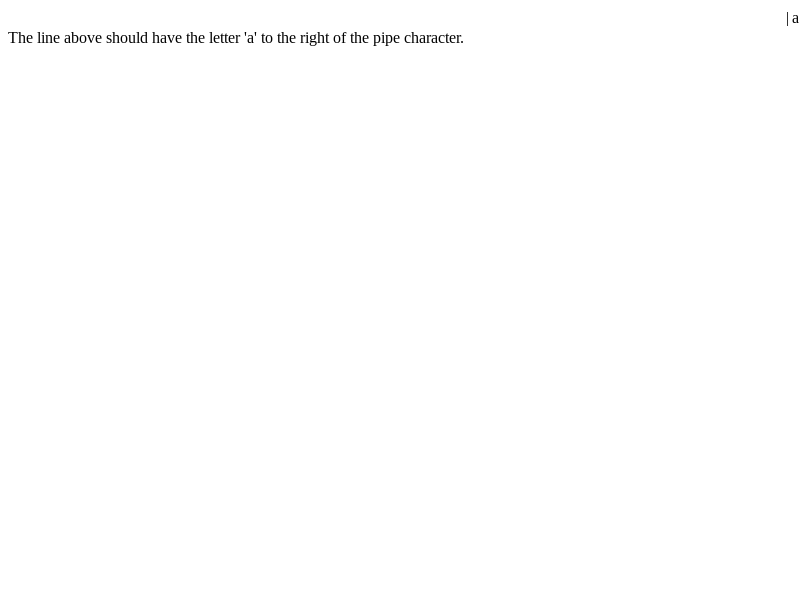 | a
The line above should have the letter 'a' to the right of the pipe character.